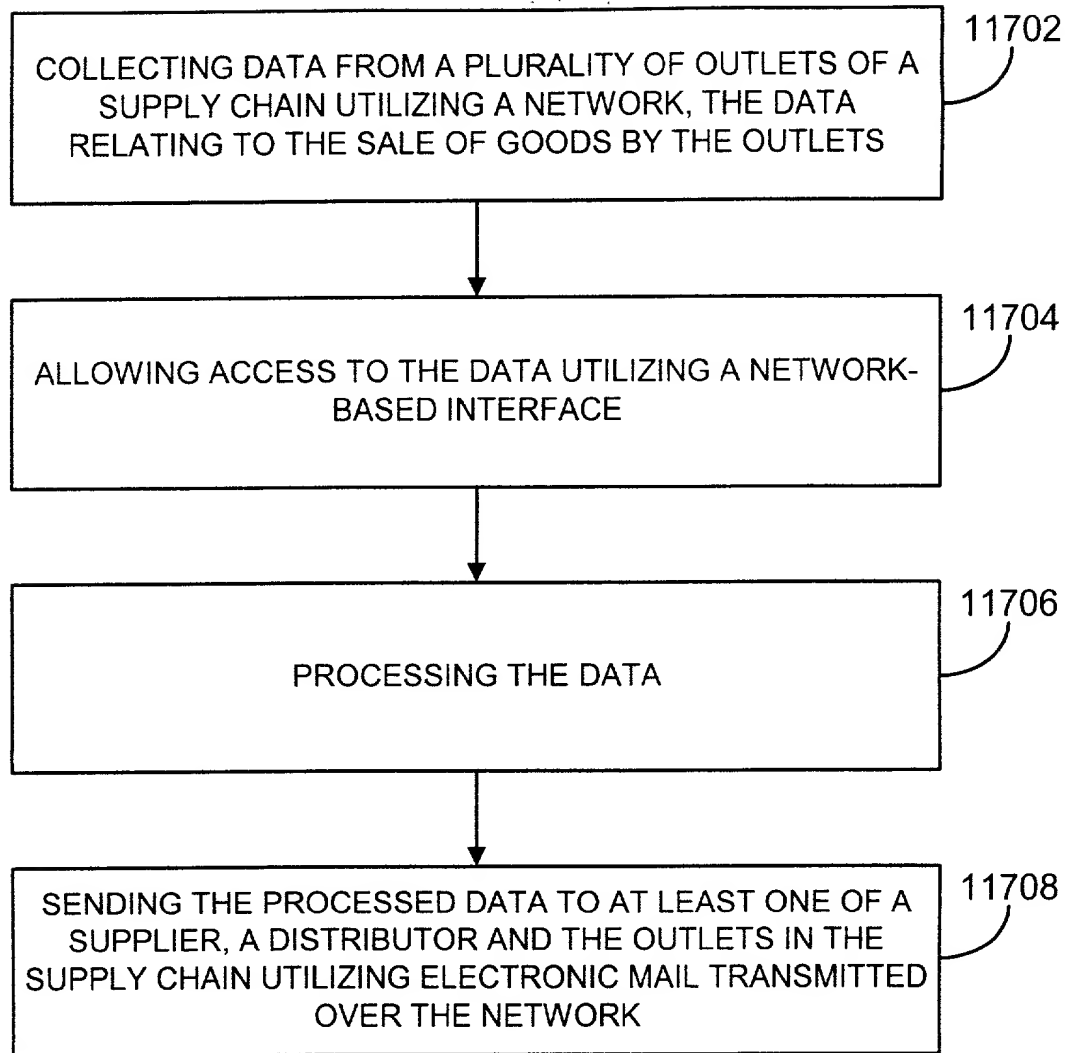 11702
COLLECTING DATA FROM A PLURALITY OF OUTLETS OF A
SUPPLY CHAIN UTILIZING A NETWORK, THE DATA
RELATING TO THE SALE OF GOODS BY THE OUTLETS
11704
ALLOWING ACCESS TO THE DATA UTILIZING A NETWORK-
BASED INTERFACE
11706
PROCESSING THE DATA
11708
SENDING THE PROCESSED DATA TO AT LEAST ONE OF A
SUPPLIER, A DISTRIBUTOR AND THE OUTLETS IN THE
SUPPLY CHAIN UTILIZING ELECTRONIC MAIL TRANSMITTED
OVER THE NETWORK